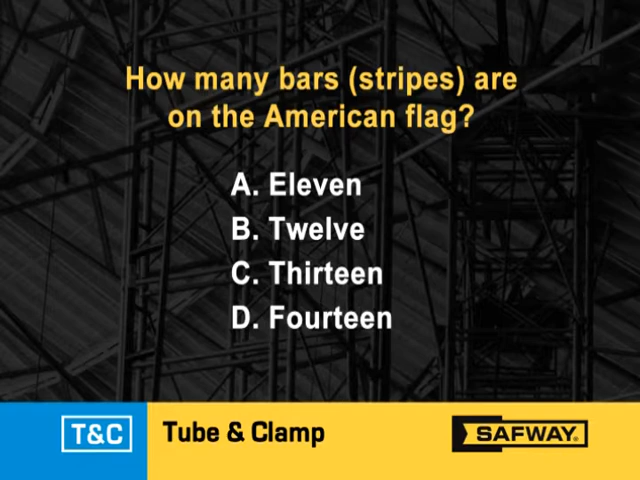 How many bars (stripes) are
on the American flag?
A. Eleven
B. Twelve
C. Thirteen
D. Fourteen
T&C Tube & Clamp SAFWAY®